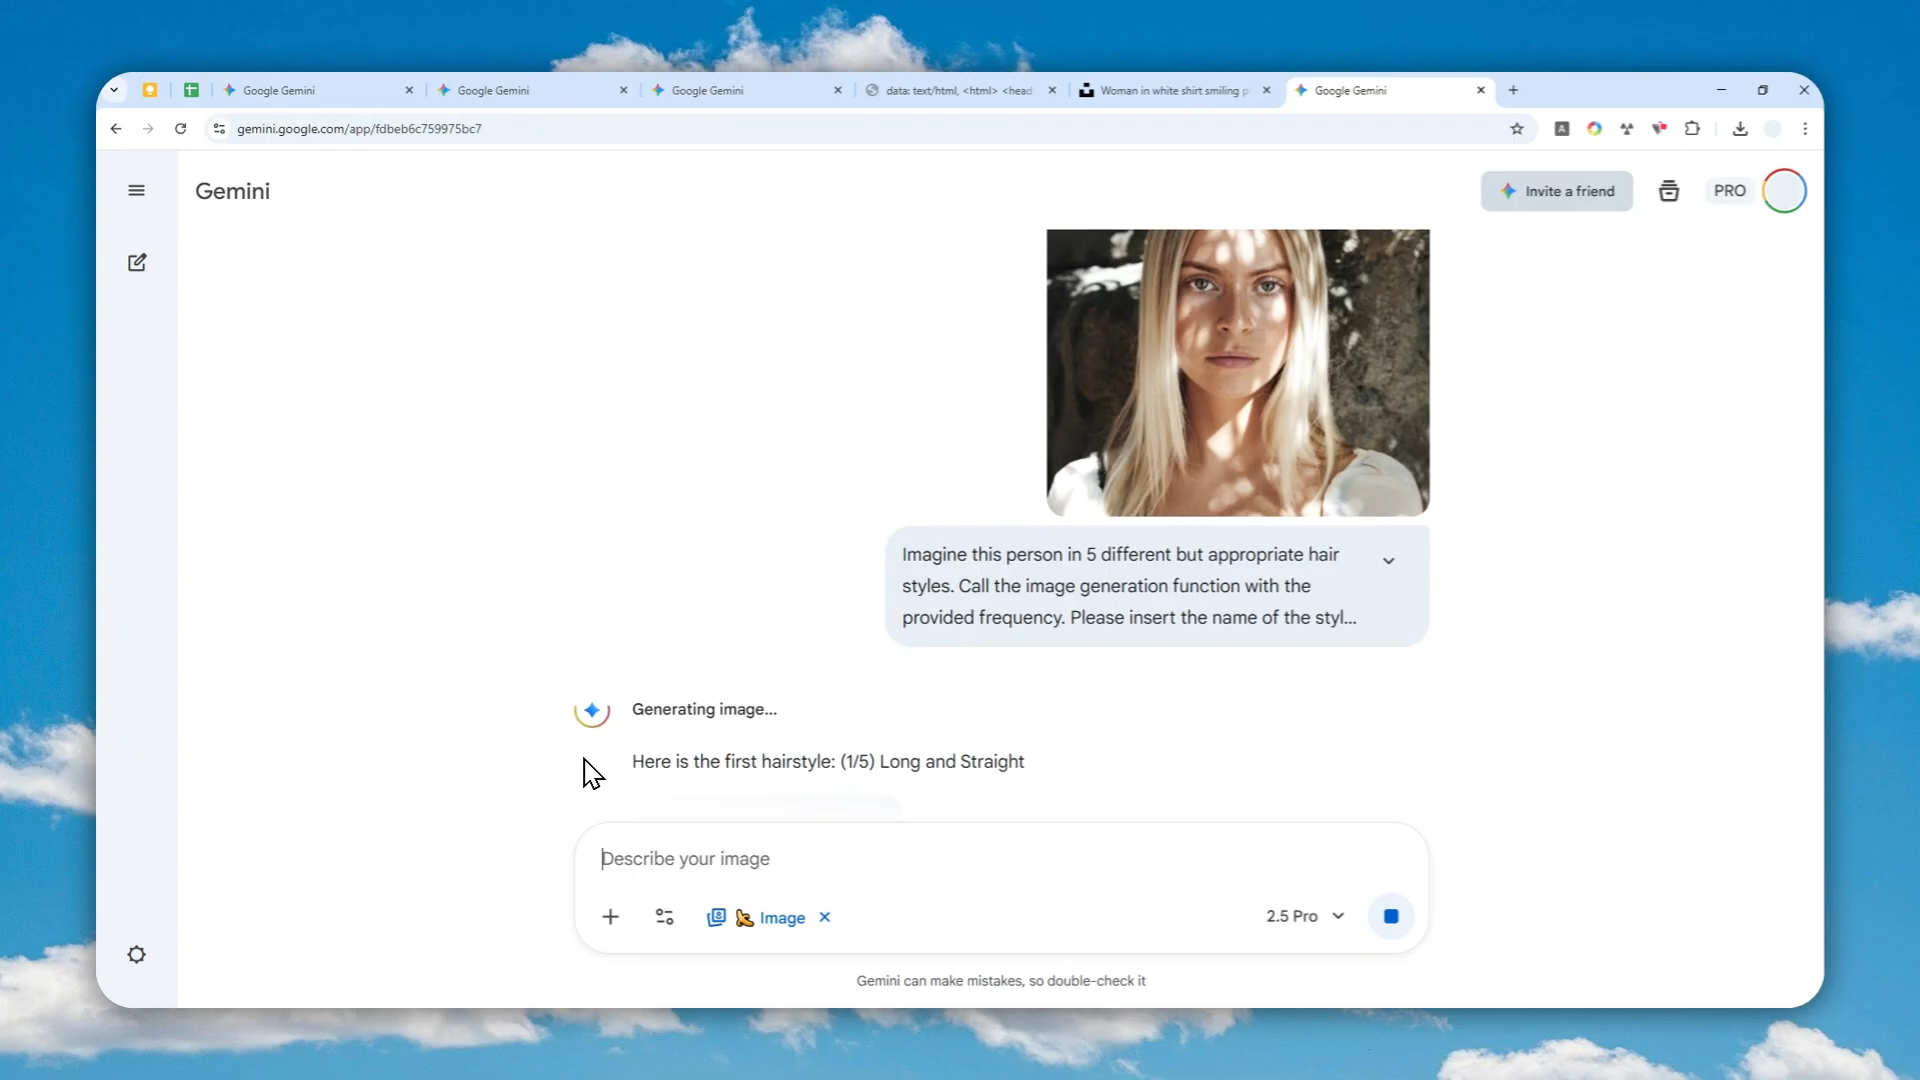 Google Gemini
Google Gemini
Google Gemini
data: text/html, <html> <head
Woman in white shirt smiling
Google Gemini
gemini.google.com/app/fdbeb6c759975bc7
Gemini
Invite a friend
PRO
Imagine this person in 5 different but appropriate hair
styles. Call the image generation function with the
provided frequency. Please insert the name of the styl...
Generating image...
Here is the first hairstyle: (1/5) Long and Straight
Describe your image
Image
2.5 Pro
Gemini can make mistakes, so double-check it